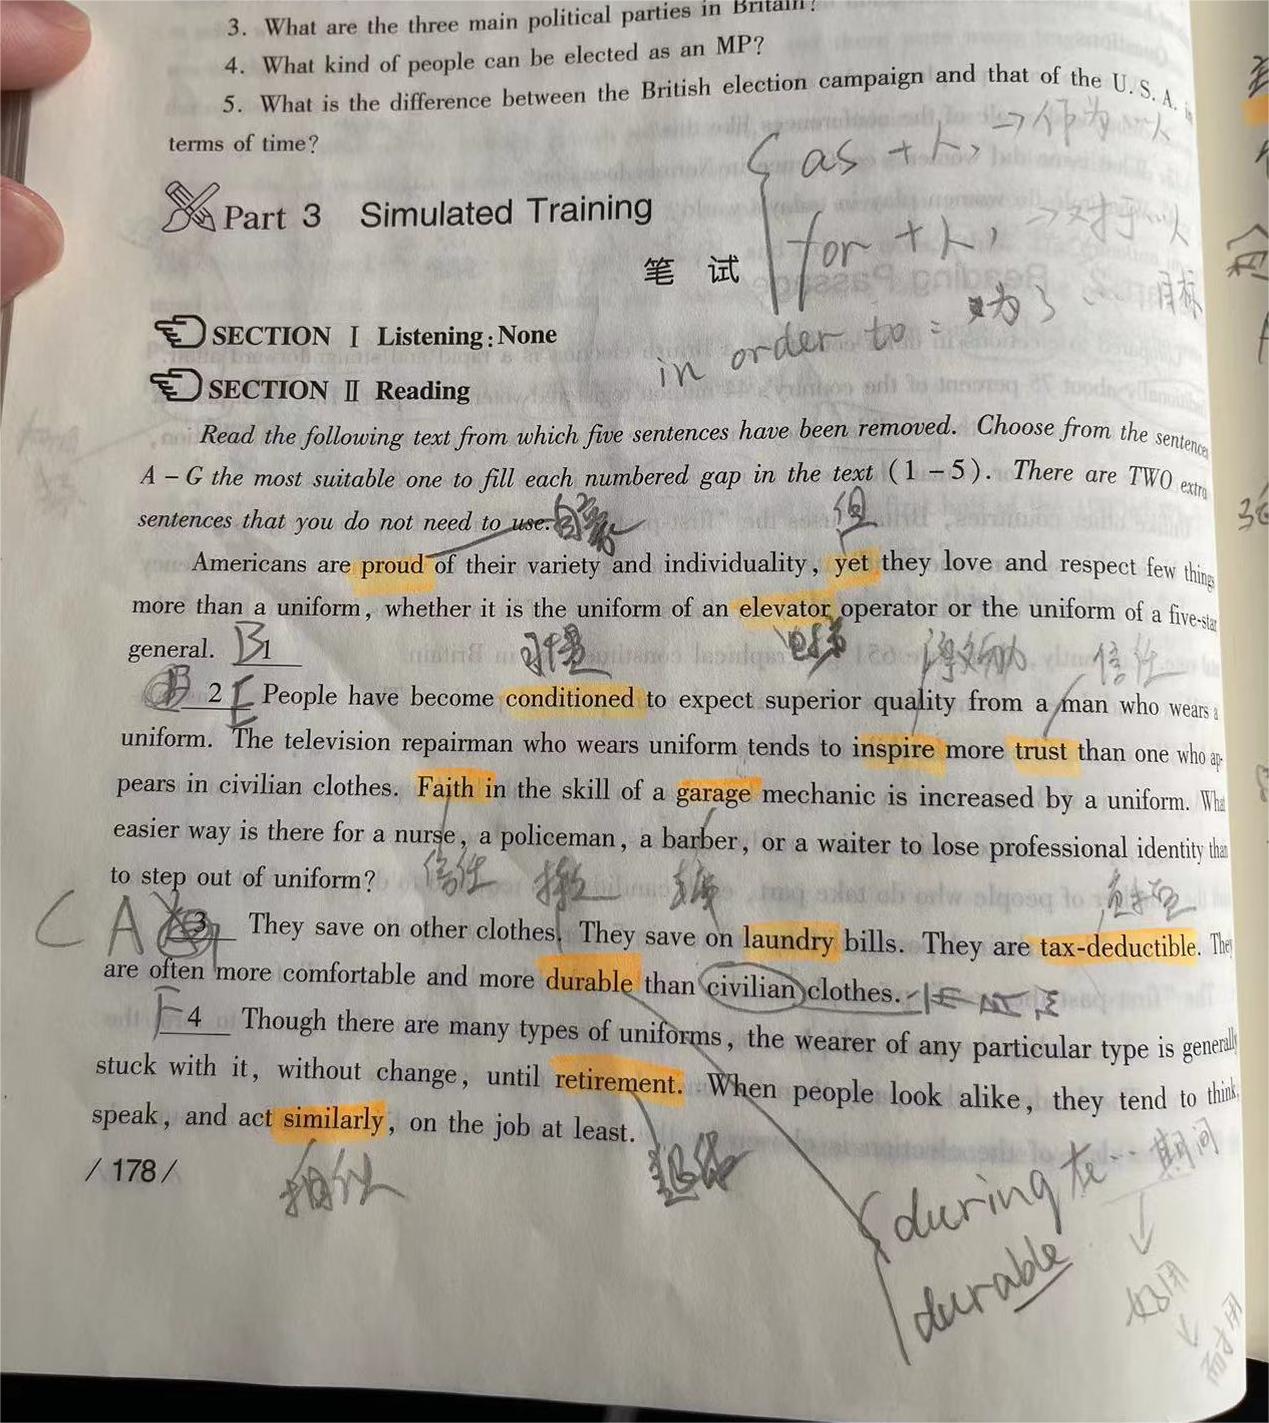 3. What are the three main political parties in Britain?
4. What kind of people can be elected as an MP?
5. What is the difference between the British election campaign and that of the U. S. A. in
terms of time?
as + 人, → 作为…人
Part 3 Simulated Training
for + 人, → 对于…人
笔 试
in order to = 为了 … 目标
SECTION Ⅰ Listening: None
SECTION Ⅱ Reading
Read the following text from which five sentences have been removed. Choose from the sentences
A – G the most suitable one to fill each numbered gap in the text (1 – 5). There are TWO extra
sentences that you do not need to use.
自豪 但
Americans are proud of their variety and individuality, yet they love and respect few things
more than a uniform, whether it is the uniform of an elevator operator or the uniform of a five-star
general. B 1
习惯 电梯 信任
B 2 E People have become conditioned to expect superior quality from a man who wears a
uniform. The television repairman who wears uniform tends to inspire more trust than one who ap-
pears in civilian clothes. Faith in the skill of a garage mechanic is increased by a uniform. What
easier way is there for a nurse, a policeman, a barber, or a waiter to lose professional identity than
to step out of uniform?
C A 3 They save on other clothes. They save on laundry bills. They are tax-deductible. They
are often more comfortable and more durable than civilian clothes.
F 4 Though there are many types of uniforms, the wearer of any particular type is generally
stuck with it, without change, until retirement. When people look alike, they tend to think,
speak, and act similarly, on the job at least.
/ 178 /
相似 退休
during 在…期间
durable
好用
耐用